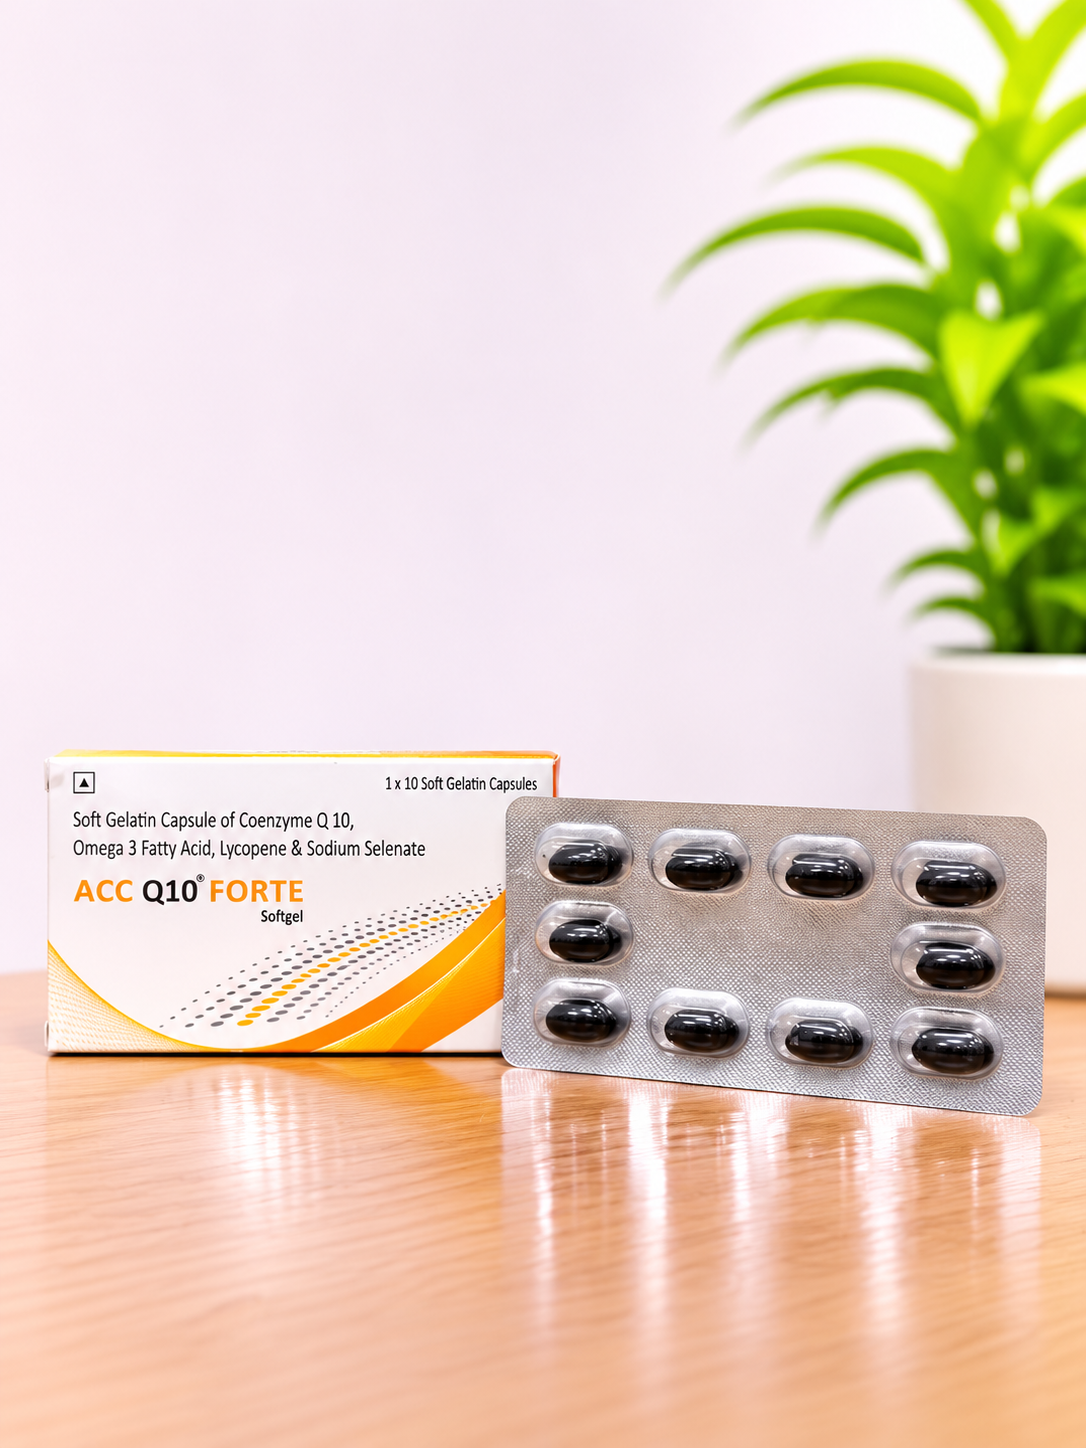 1 x 10 Soft Gelatin Capsules
Soft Gelatin Capsule of Coenzyme Q 10,
Omega 3 Fatty Acid, Lycopene & Sodium Selenate
ACC Q10® FORTE
Softgel